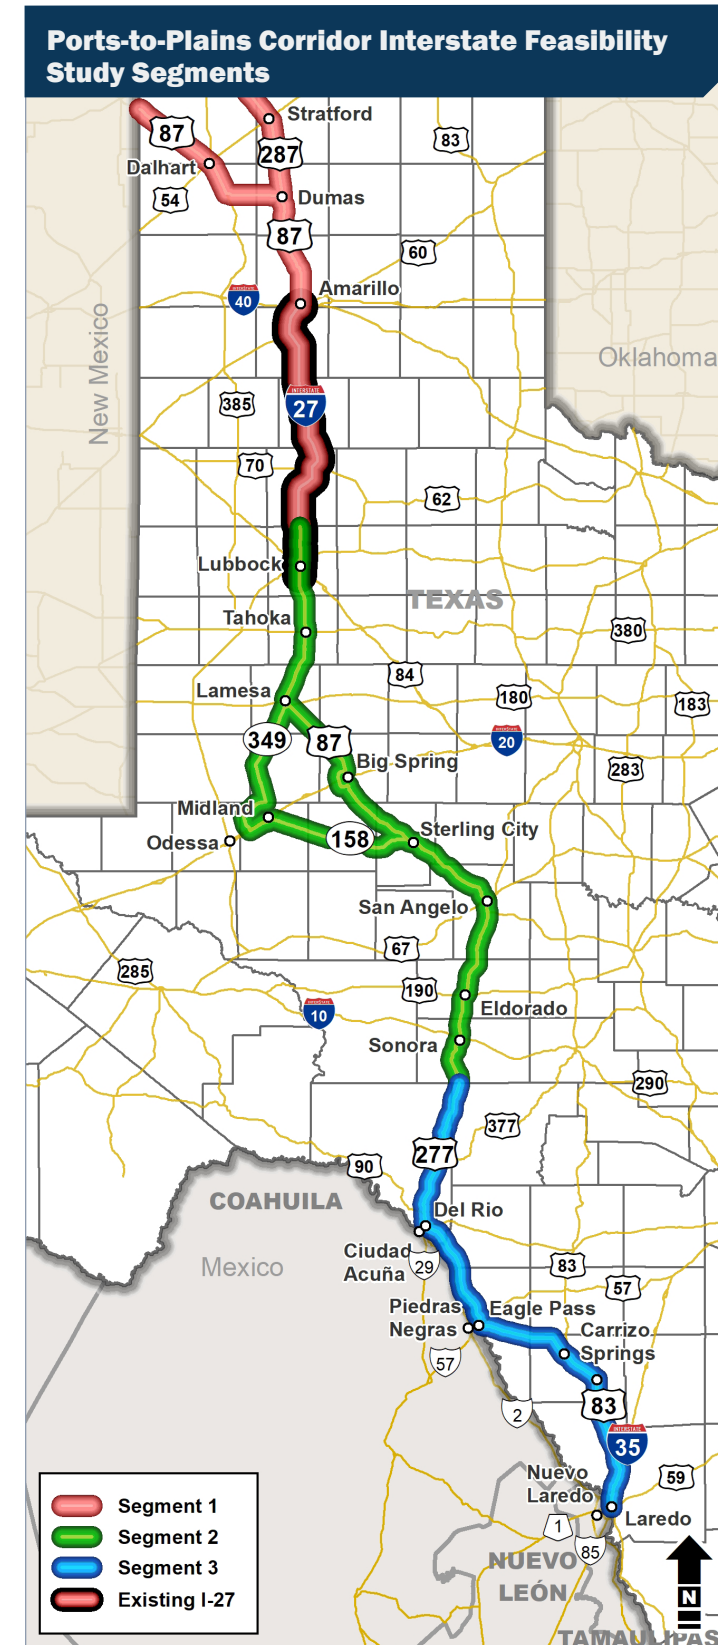 Ports-to-Plains Corridor Interstate Feasibility
Study Segments
Stratford
87
83
287
Dalhart
54
Dumas
87
60
Amarillo
40
New Mexico
Oklahoma
385
INTERSTATE
27
70
62
Lubbock
TEXAS
Tahoka
380
84
Lamesa
180
183
349
87
20
Big Spring
283
Midland
Sterling City
Odessa
158
San Angelo
67
285
190
Eldorado
10
Sonora
290
377
277
90
COAHUILA
Del Rio
Mexico
Ciudad
Acuña
29
83
57
Piedras
Negras
Eagle Pass
Carrizo
Springs
57
83
2
INTERSTATE
35
Nuevo
Laredo
59
Laredo
1
85
NUEVO
LEÓN
TAMAULIPAS
Segment 1
Segment 2
Segment 3
Existing I-27
N